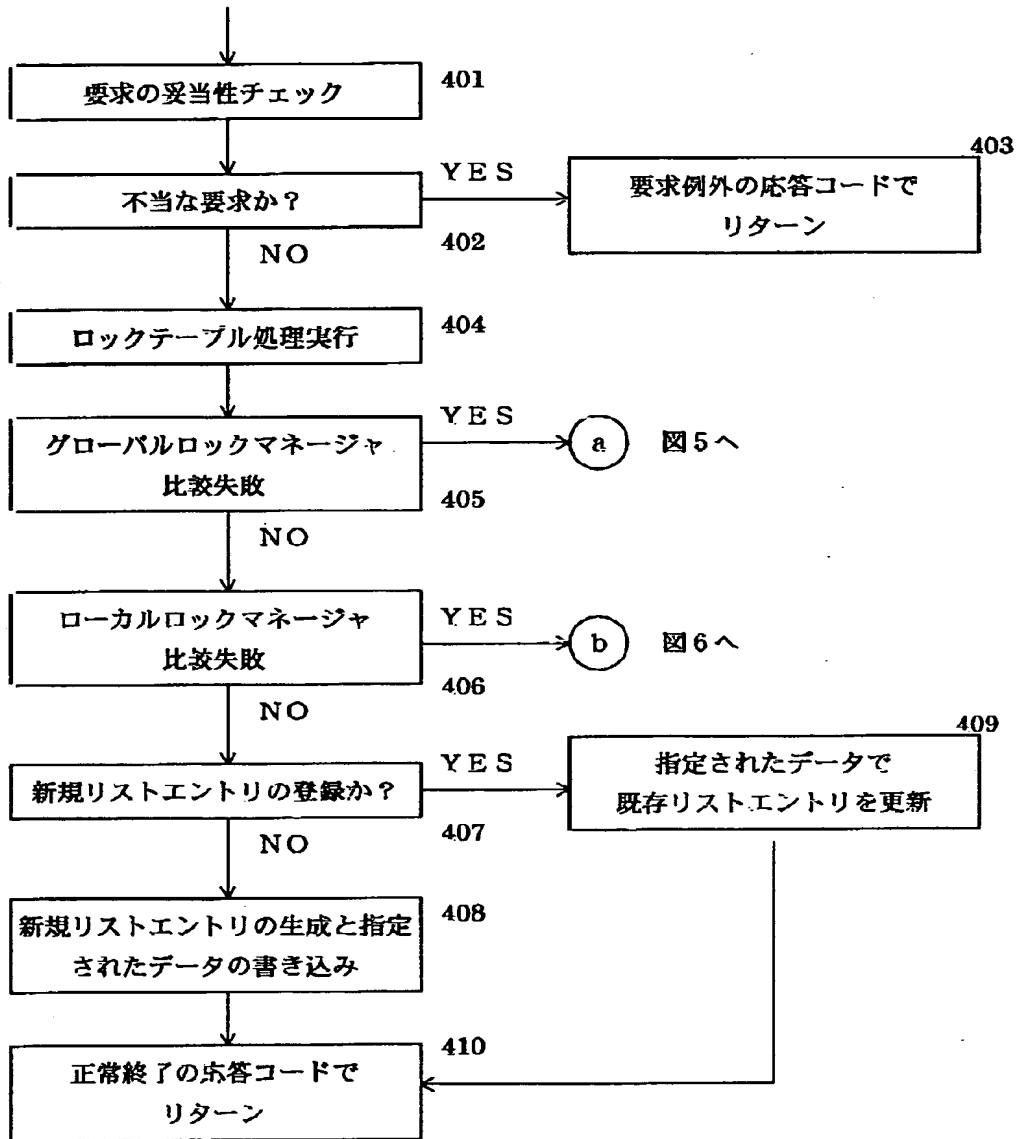 要求の妥当性チェック
401
不当な要求か？
YES
402
NO
403
要求例外の応答コードで
リターン
ロックテーブル処理実行
404
グローバルロックマネージャ
比較失敗
YES
a
図5へ
405
NO
ローカルロックマネージャ
比較失敗
YES
b
図6へ
406
NO
新規リストエントリの登録か？
YES
407
NO
409
指定されたデータで
既存リストエントリを更新
新規リストエントリの生成と指定
されたデータの書き込み
408
正常終了の応答コードで
リターン
410